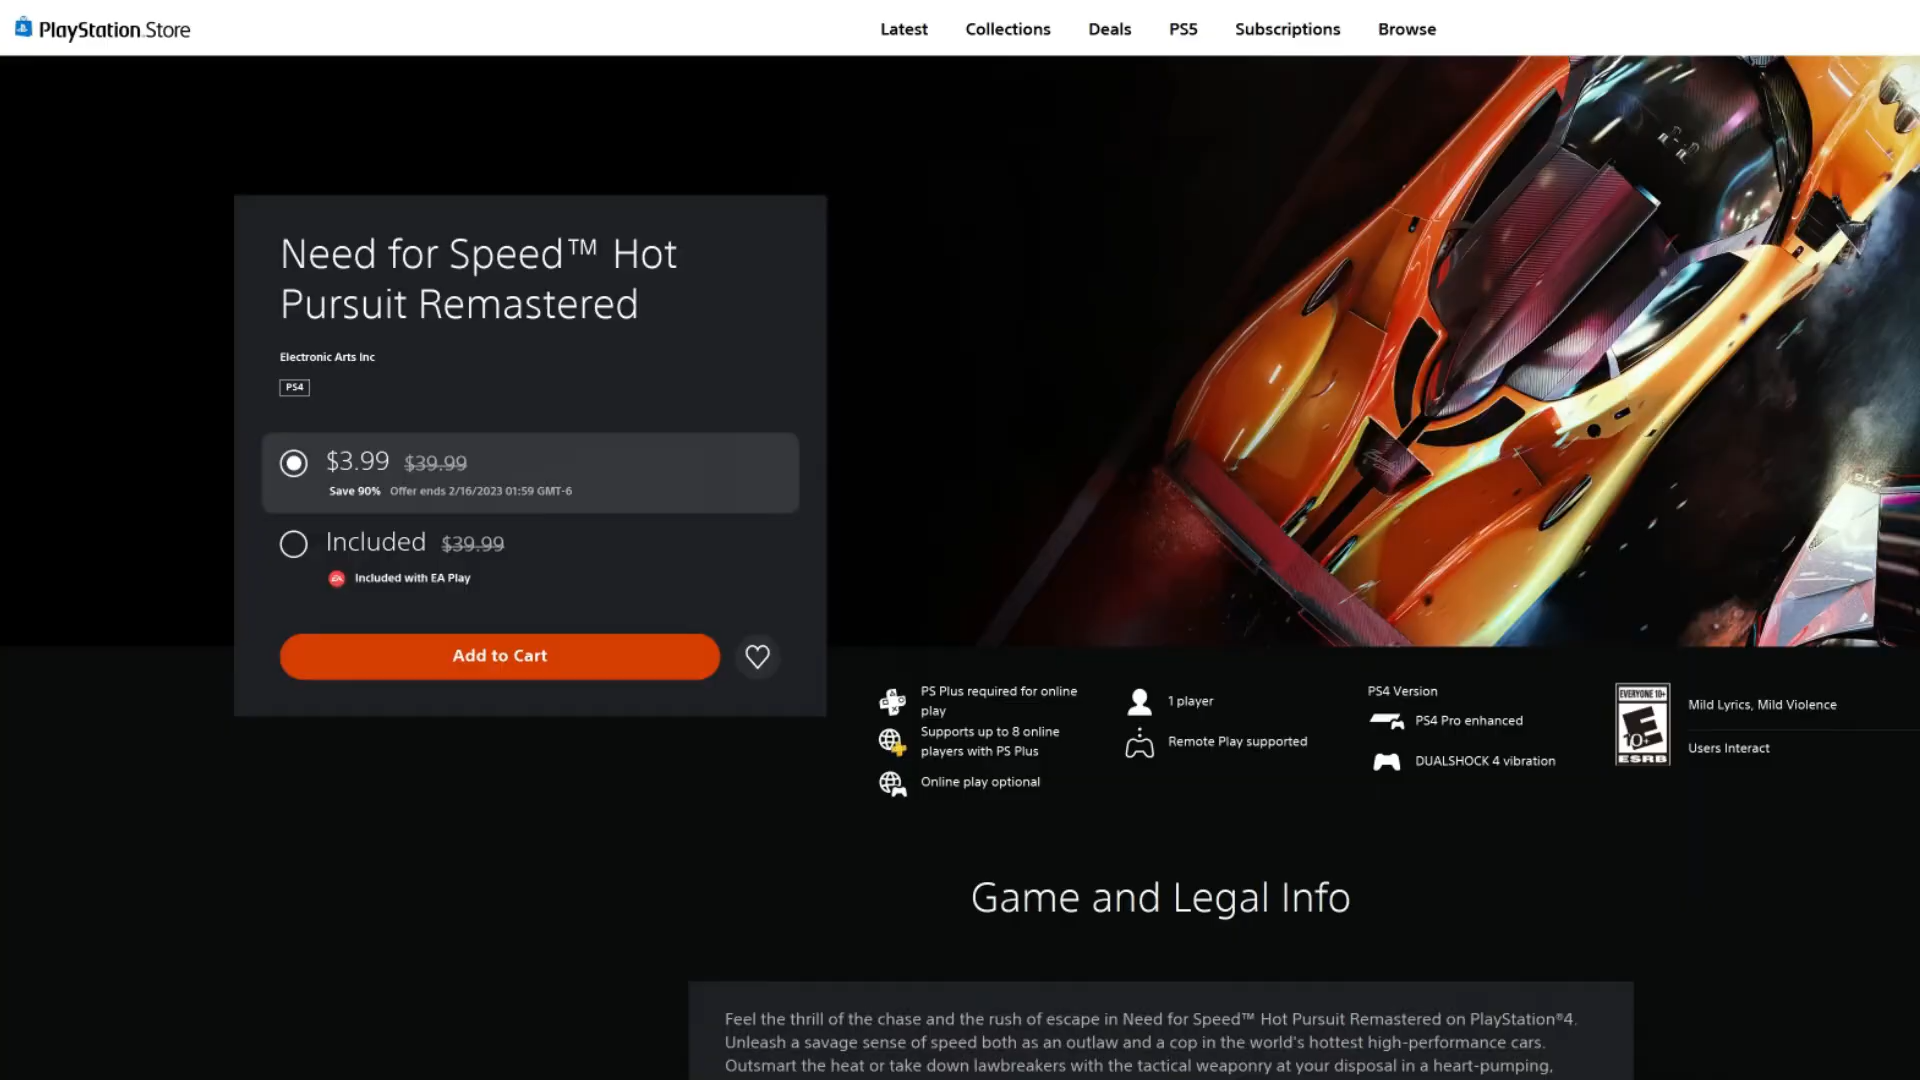 PlayStation Store
Latest
Collections
Deals
PS5
Subscriptions
Browse
Need for Speed™ Hot
Pursuit Remastered
Electronic Arts Inc
PS4
$3.99 $39.99
Save 90% Offer ends 2/16/2023 01:59 GMT-6
Included $39.99
EA Included with EA Play
Add to Cart
PS Plus required for online
play
Supports up to 8 online
players with PS Plus
Online play optional
1 player
Remote Play supported
PS4 Version
PS4 Pro enhanced
DUALSHOCK 4 vibration
EVERYONE 10+
E
10+
ESRB
Mild Lyrics, Mild Violence
Users Interact
Game and Legal Info
Feel the thrill of the chase and the rush of escape in Need for Speed™ Hot Pursuit Remastered on PlayStation®4.
Unleash a savage sense of speed both as an outlaw and a cop in the world's hottest high-performance cars.
Outsmart the heat or take down lawbreakers with the tactical weaponry at your disposal in a heart-pumping,